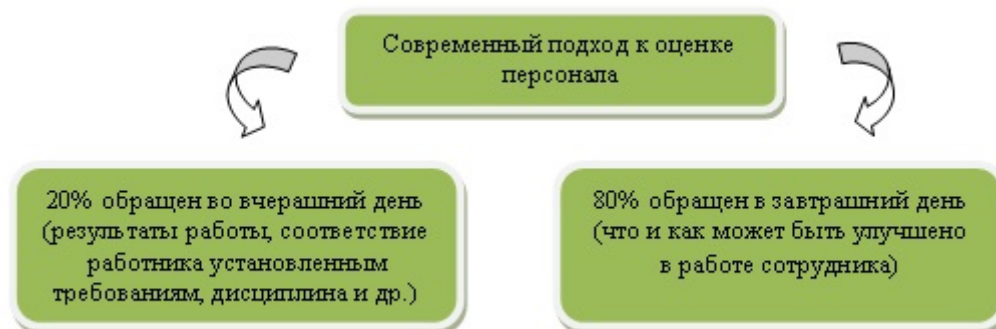 Современный подход к оценке
персонала
20% обращен во вчерашний день
(результаты работы, соответствие
работника установленным
требованиям, дисциплина и др.)
80% обращен в завтрашний день
(что и как может быть улучшено
в работе сотрудника)